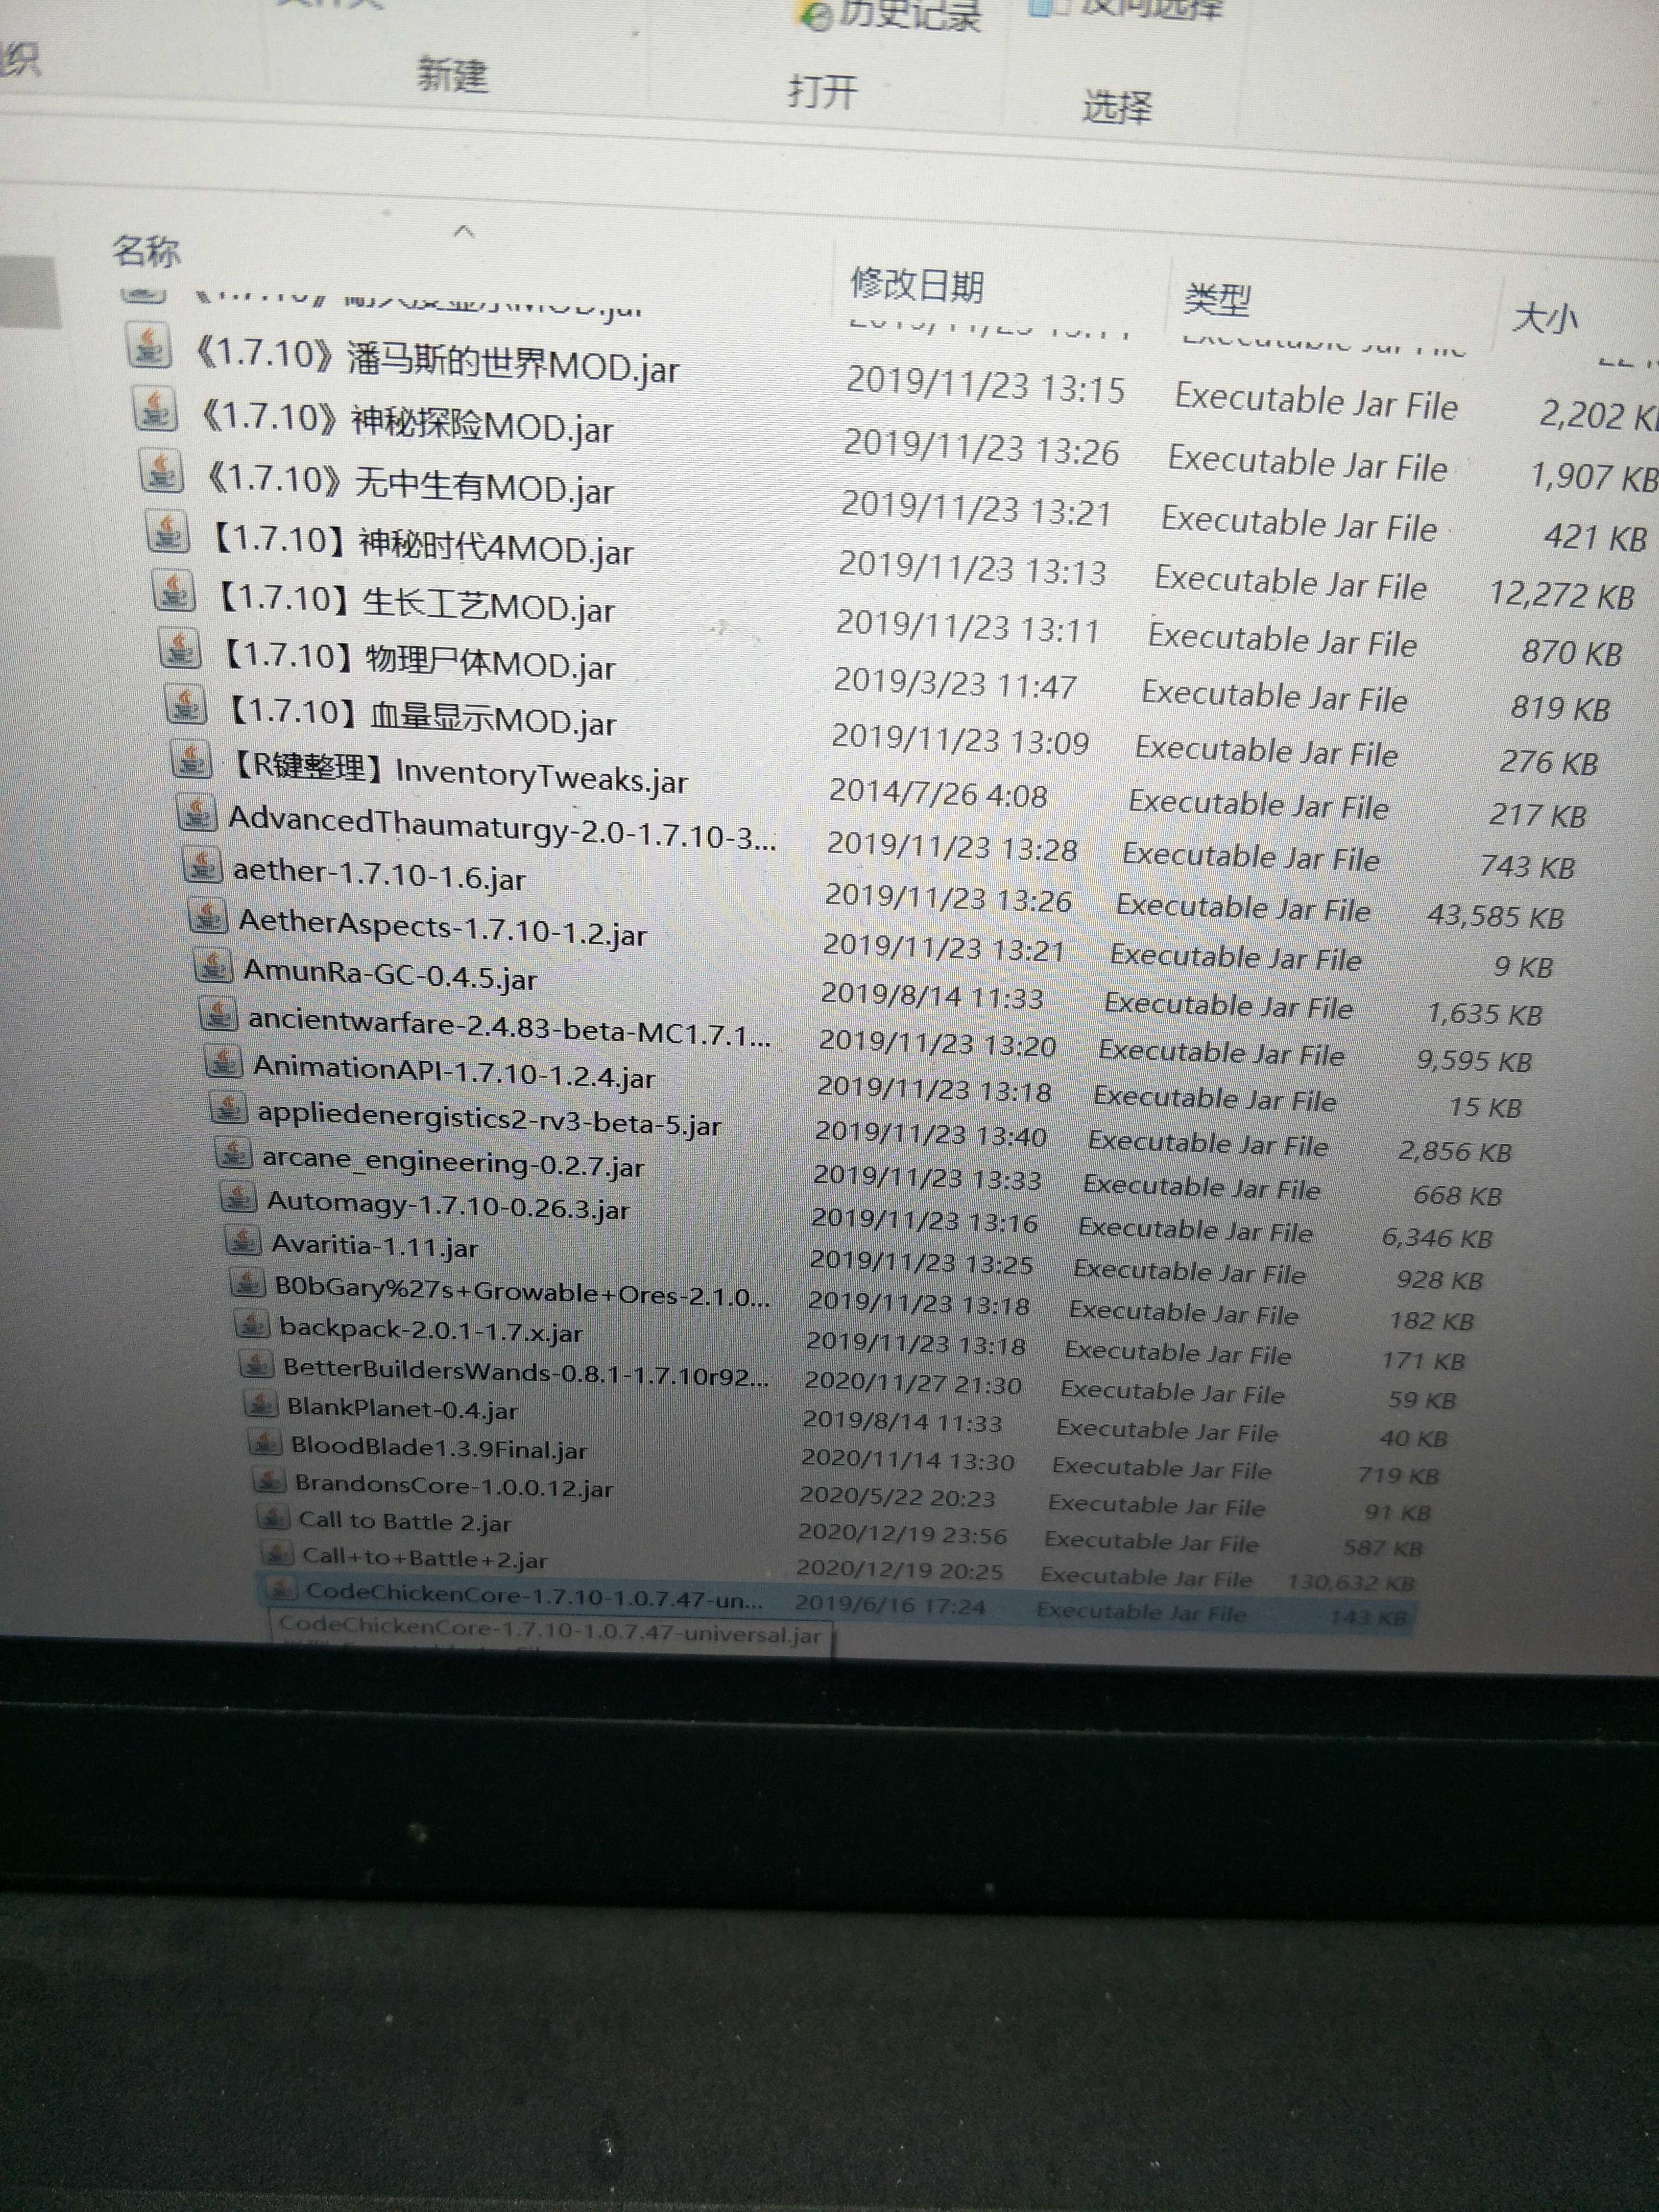 历史记录
反向选择
织
新建
打开
选择
名称 修改日期 类型 大小
《1.7.10》潘马斯的世界MOD.jar 2019/11/23 13:15 Executable Jar File 2,202 KB
《1.7.10》神秘探险MOD.jar 2019/11/23 13:26 Executable Jar File 1,907 KB
《1.7.10》无中生有MOD.jar 2019/11/23 13:21 Executable Jar File 421 KB
【1.7.10】神秘时代4MOD.jar 2019/11/23 13:13 Executable Jar File 12,272 KB
【1.7.10】生长工艺MOD.jar 2019/11/23 13:11 Executable Jar File 870 KB
【1.7.10】物理尸体MOD.jar 2019/3/23 11:47 Executable Jar File 819 KB
【1.7.10】血量显示MOD.jar 2019/11/23 13:09 Executable Jar File 276 KB
【R键整理】InventoryTweaks.jar 2014/7/26 4:08 Executable Jar File 217 KB
AdvancedThaumaturgy-2.0-1.7.10-3... 2019/11/23 13:28 Executable Jar File 743 KB
aether-1.7.10-1.6.jar 2019/11/23 13:26 Executable Jar File 43,585 KB
AetherAspects-1.7.10-1.2.jar 2019/11/23 13:21 Executable Jar File 9 KB
AmunRa-GC-0.4.5.jar 2019/8/14 11:33 Executable Jar File 1,635 KB
ancientwarfare-2.4.83-beta-MC1.7.1... 2019/11/23 13:20 Executable Jar File 9,595 KB
AnimationAPI-1.7.10-1.2.4.jar 2019/11/23 13:18 Executable Jar File 15 KB
appliedenergistics2-rv3-beta-5.jar 2019/11/23 13:40 Executable Jar File 2,856 KB
arcane_engineering-0.2.7.jar 2019/11/23 13:33 Executable Jar File 668 KB
Automagy-1.7.10-0.26.3.jar 2019/11/23 13:16 Executable Jar File 6,346 KB
Avaritia-1.11.jar 2019/11/23 13:25 Executable Jar File 928 KB
B0bGary%27s+Growable+Ores-2.1.0... 2019/11/23 13:18 Executable Jar File 182 KB
backpack-2.0.1-1.7.x.jar 2019/11/23 13:18 Executable Jar File 171 KB
BetterBuildersWands-0.8.1-1.7.10r92... 2020/11/27 21:30 Executable Jar File 59 KB
BlankPlanet-0.4.jar 2019/8/14 11:33 Executable Jar File 40 KB
BloodBlade1.3.9Final.jar 2020/11/14 13:30 Executable Jar File 719 KB
BrandonsCore-1.0.0.12.jar 2020/5/22 20:23 Executable Jar File 91 KB
Call to Battle 2.jar 2020/12/19 23:56 Executable Jar File 587 KB
Call+to+Battle+2.jar 2020/12/19 20:25 Executable Jar File 130,632 KB
CodeChickenCore-1.7.10-1.0.7.47-un... 2019/6/16 17:24 Executable Jar File 143 KB
CodeChickenCore-1.7.10-1.0.7.47-universal.jar